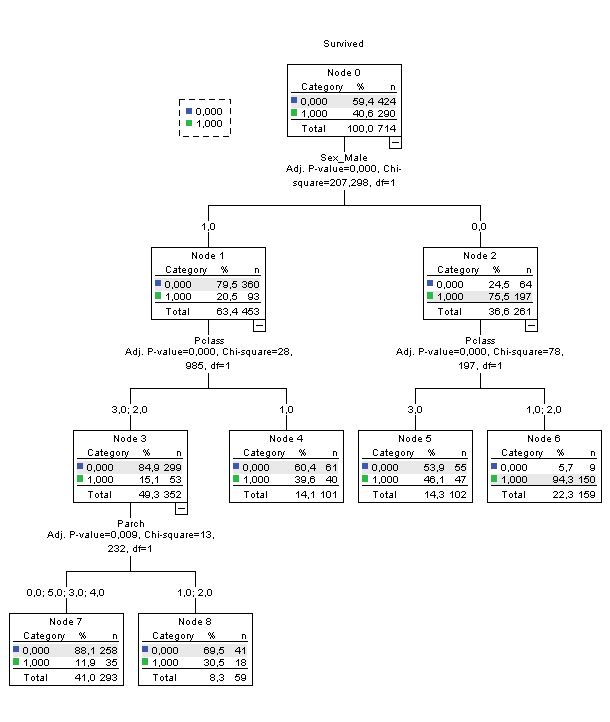 Survived
Node 0
Category % n
0,000 59,4 424
1,000 40,6 290
Total 100,0 714
0,000
1,000
Sex_Male
Adj. P-value=0,000, Chi-
square=207,298, df=1
1,0
0,0
Node 1
Category % n
0,000 79,5 360
1,000 20,5 93
Total 63,4 453
Node 2
Category % n
0,000 24,5 64
1,000 75,5 197
Total 36,6 261
Pclass
Adj. P-value=0,000, Chi-square=28,
985, df=1
Pclass
Adj. P-value=0,000, Chi-square=78,
197, df=1
3,0; 2,0
1,0
3,0
1,0; 2,0
Node 3
Category % n
0,000 84,9 299
1,000 15,1 53
Total 49,3 352
Node 4
Category % n
0,000 60,4 61
1,000 39,6 40
Total 14,1 101
Node 5
Category % n
0,000 53,9 55
1,000 46,1 47
Total 14,3 102
Node 6
Category % n
0,000 5,7 9
1,000 94,3 150
Total 22,3 159
Parch
Adj. P-value=0,009, Chi-square=13,
232, df=1
0,0; 5,0; 3,0; 4,0
1,0; 2,0
Node 7
Category % n
0,000 88,1 258
1,000 11,9 35
Total 41,0 293
Node 8
Category % n
0,000 69,5 41
1,000 30,5 18
Total 8,3 59